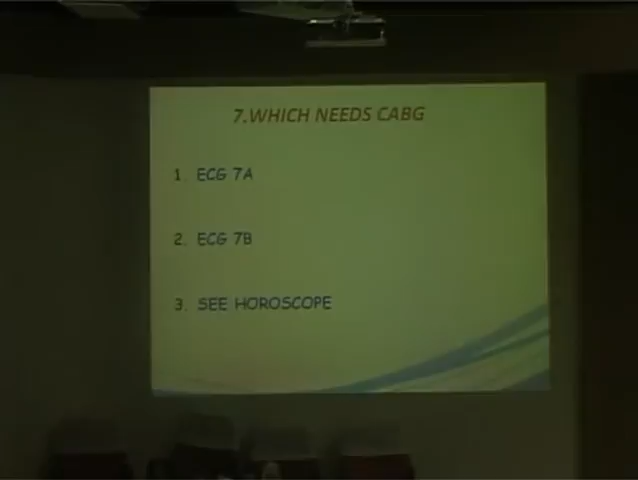 7.WHICH NEEDS CABG
1. ECG 7A
2. ECG 7B
3. SEE HOROSCOPE